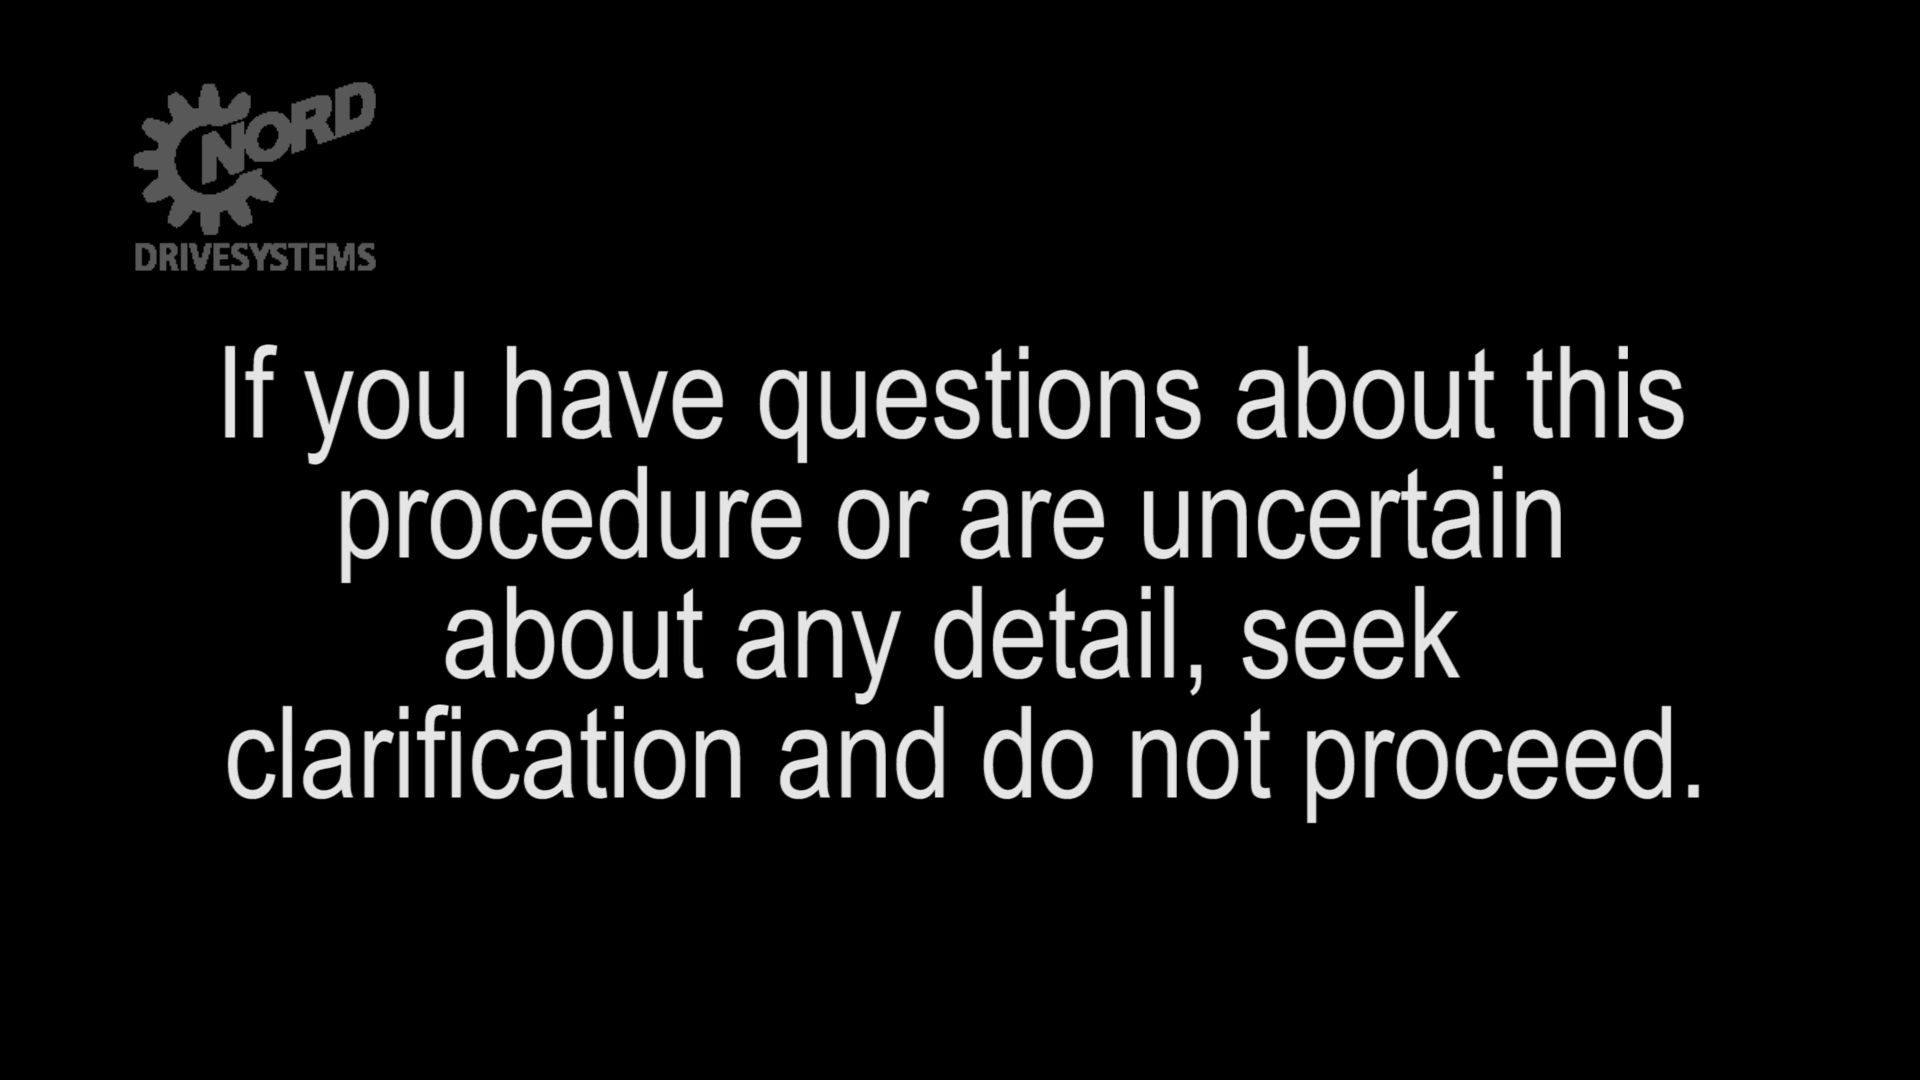 NORD
DRIVESYSTEMS
If you have questions about this
procedure or are uncertain
about any detail, seek
clarification and do not proceed.